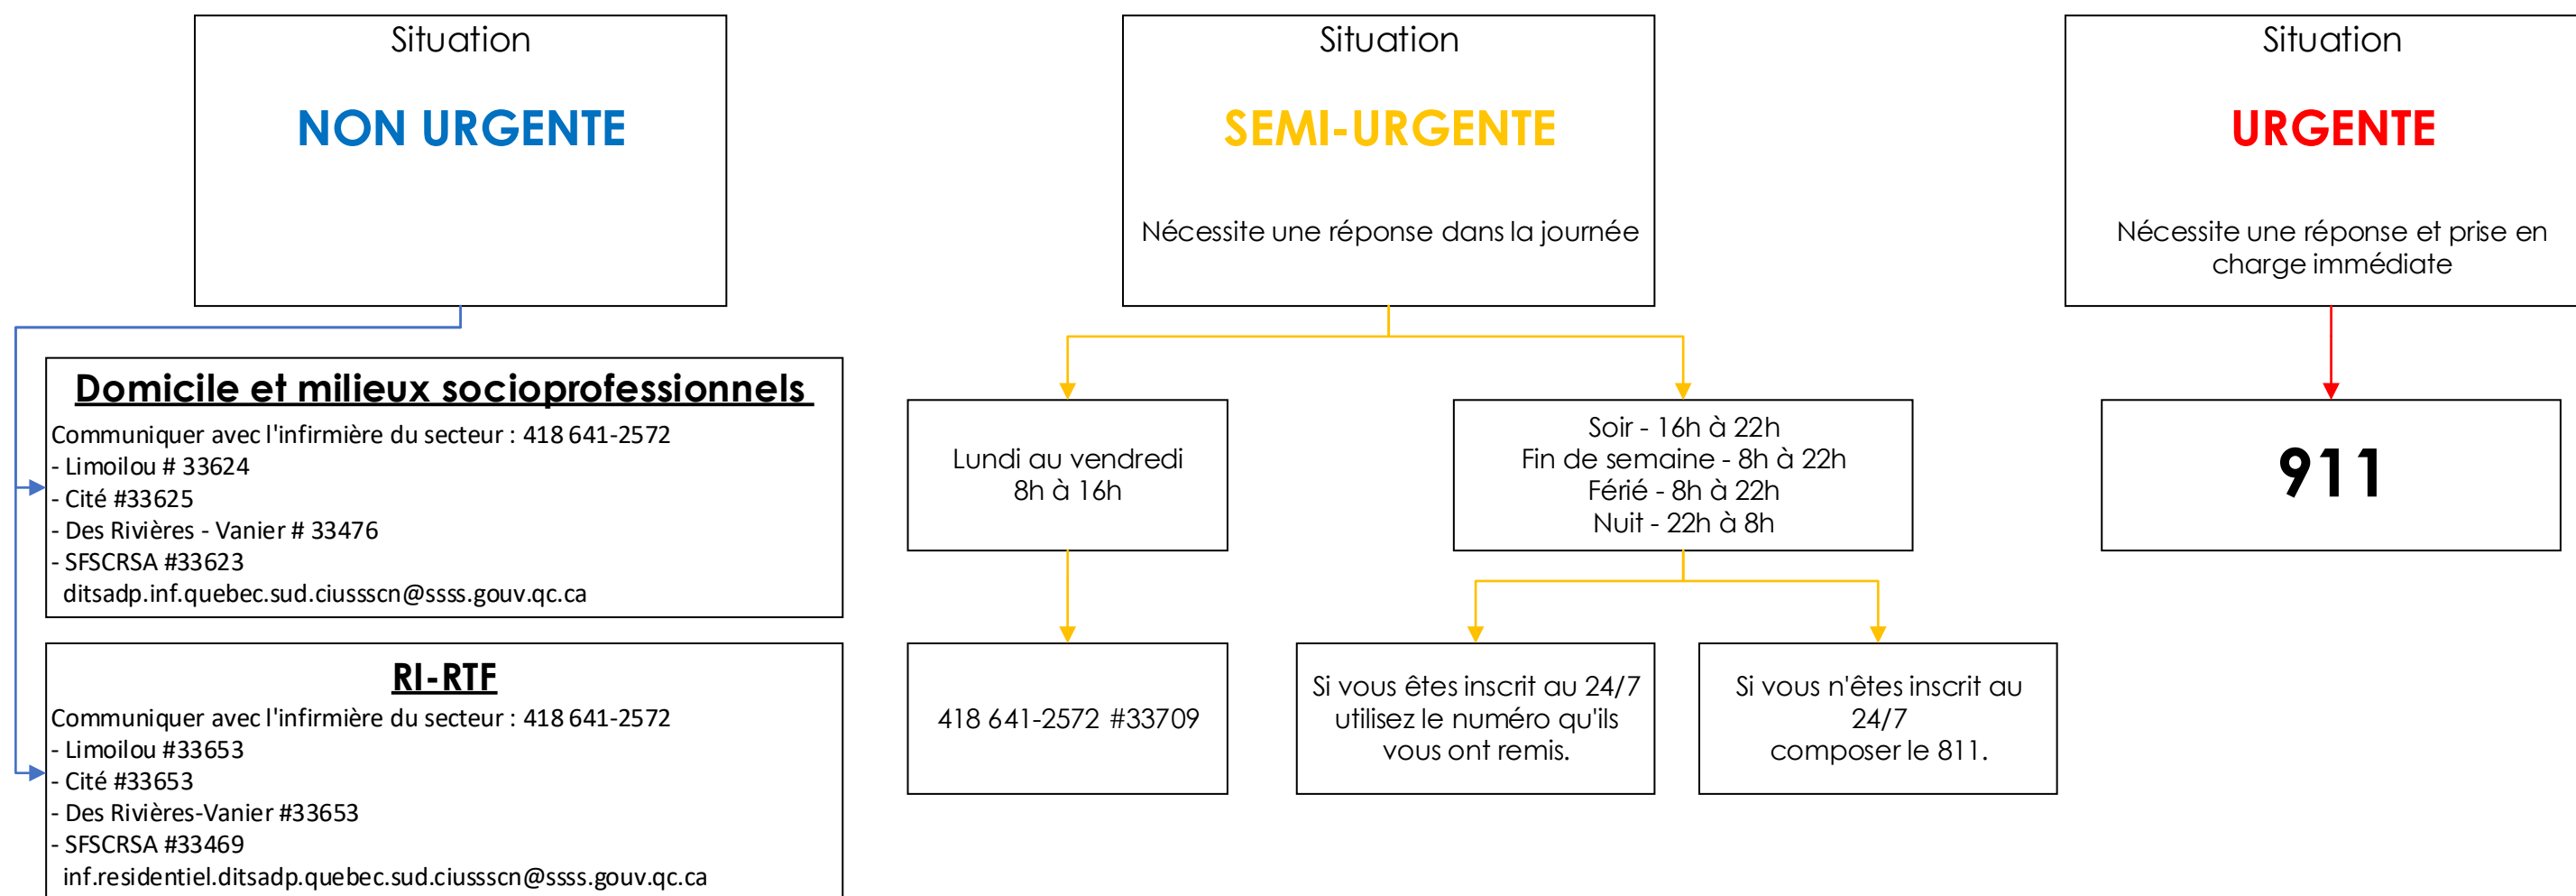 Situation
NON URGENTE
Domicile et milieux socioprofessionnels
Communiquer avec l'infirmière du secteur : 418 641-2572
- Limoilou # 33624
- Cité #33625
- Des Rivières - Vanier # 33476
- SFSCRSA #33623
ditsadp.inf.quebec.sud.ciussscn@ssss.gouv.qc.ca
RI-RTF
Communiquer avec l'infirmière du secteur : 418 641-2572
- Limoilou #33653
- Cité #33653
- Des Rivières-Vanier #33653
- SFSCRSA #33469
inf.residentiel.ditsadp.quebec.sud.ciussscn@ssss.gouv.qc.ca
Situation
SEMI-URGENTE
Nécessite une réponse dans la journée
Lundi au vendredi
8h à 16h
418 641-2572 #33709
Soir - 16h à 22h
Fin de semaine - 8h à 22h
Férié - 8h à 22h
Nuit - 22h à 8h
Si vous êtes inscrit au 24/7
utilisez le numéro qu'ils
vous ont remis.
Si vous n'êtes inscrit au
24/7
composer le 811.
Situation
URGENTE
Nécessite une réponse et prise en
charge immédiate
911